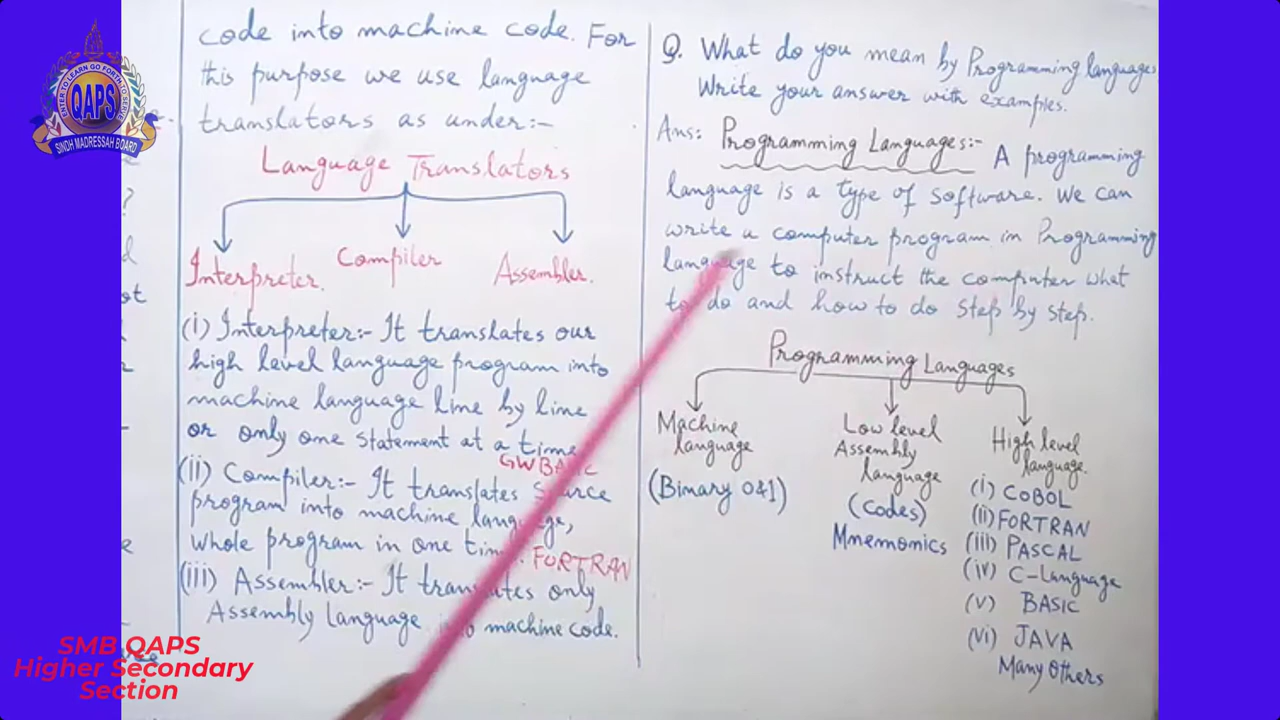 code into machine code. For
this purpose we use language
translators as under:-
Language Translators
Interpreter. Compiler Assembler.
(i) Interpreter:- It translates our
high level language program into
machine language line by line
or only one statement at a time
GWBASIC
(ii) Compiler:- It translates Source
program into machine language,
whole program in one time. FORTRAN
(iii) Assembler:- It translates only
Assembly language into machine code.
Q. What do you mean by Programming languages
Write your answer with examples.
Ans: Programming Languages:- A programming
language is a type of software. We can
write a computer program in Programming
language to instruct the computer what
to do and how to do step by step.
Programming Languages
Machine language
(Binary 0&1)
Low level
Assembly
language
(Codes)
Mnemonics
High level
language.
(i) COBOL
(ii) FORTRAN
(iii) PASCAL
(iv) C-Language
(v) BASIC
(vi) JAVA
Many Others
ENTER TO LEARN GO FORTH TO SERVE
QAPS
SINDH MADRESSAH BOARD
SMB QAPS
Higher Secondary
Section